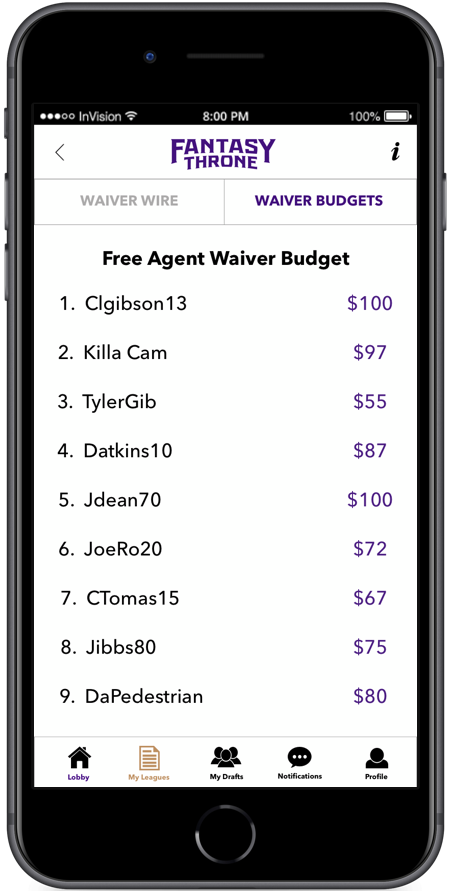 InVision 8:00 PM 100%
FANTASY
THRONE
i
WAIVER WIRE WAIVER BUDGETS
Free Agent Waiver Budget
1. Clgibson13 $100
2. Killa Cam $97
3. TylerGib $55
4. Datkins10 $87
5. Jdean70 $100
6. JoeRo20 $72
7. CTomas15 $67
8. Jibbs80 $75
9. DaPedestrian $80
Lobby My Leagues My Drafts Notifications Profile